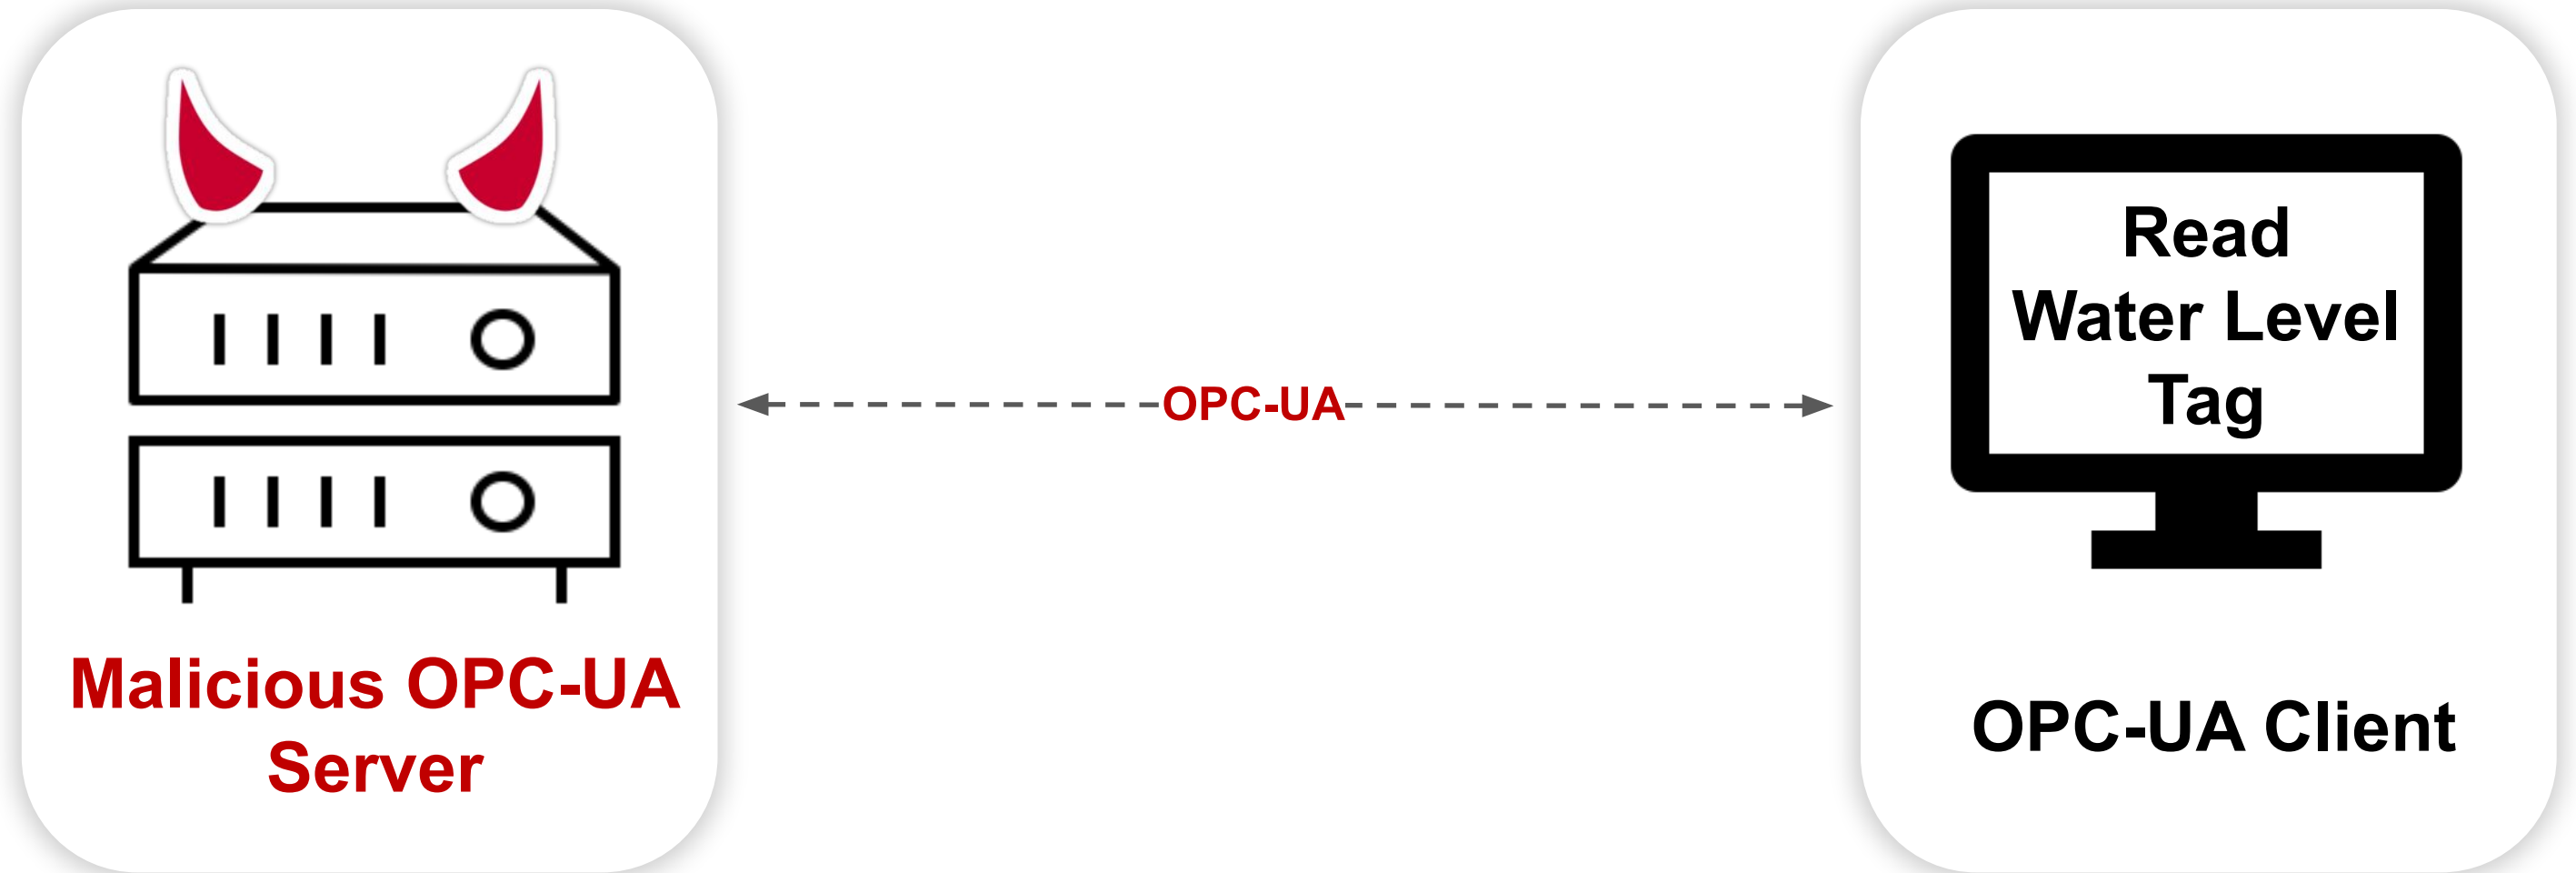 Malicious OPC-UA
Server
OPC-UA
Read
Water Level
Tag
OPC-UA Client